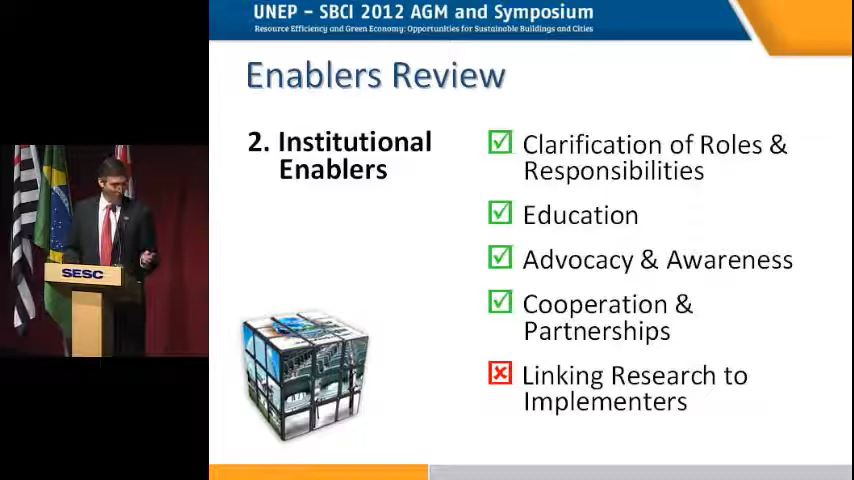 UNEP – SBCI 2012 AGM and Symposium
Resource Efficiency and Green Economy: Opportunities for Sustainable Buildings and Cities
Enablers Review
2. Institutional
Enablers
Clarification of Roles &
Responsibilities
Education
Advocacy & Awareness
Cooperation &
Partnerships
Linking Research to
Implementers
SESC